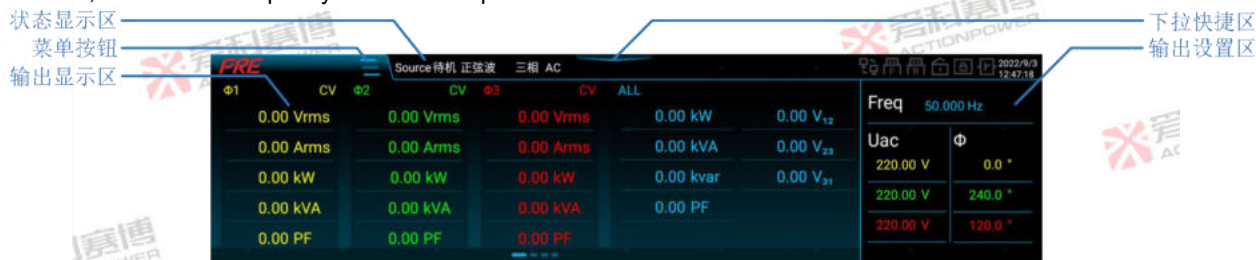 状态显示区
菜单按钮
输出显示区
下拉快捷区
输出设置区
PRE
Source 待机 正弦波 三相 AC
2022/9/3
12:47:18
Φ1 CV Φ2 CV Φ3 CV ALL
0.00 Vrms 0.00 Vrms 0.00 Vrms 0.00 kW 0.00 V₁₂
0.00 Arms 0.00 Arms 0.00 Arms 0.00 kVA 0.00 V₂₃
0.00 kW 0.00 kW 0.00 kW 0.00 kvar 0.00 V₃₁
0.00 kVA 0.00 kVA 0.00 kVA 0.00 PF
0.00 PF 0.00 PF 0.00 PF
Freq 50.000 Hz
Uac Φ
220.00 V 0.0 °
220.00 V 240.0 °
220.00 V 120.0 °
ACTIONPOWER